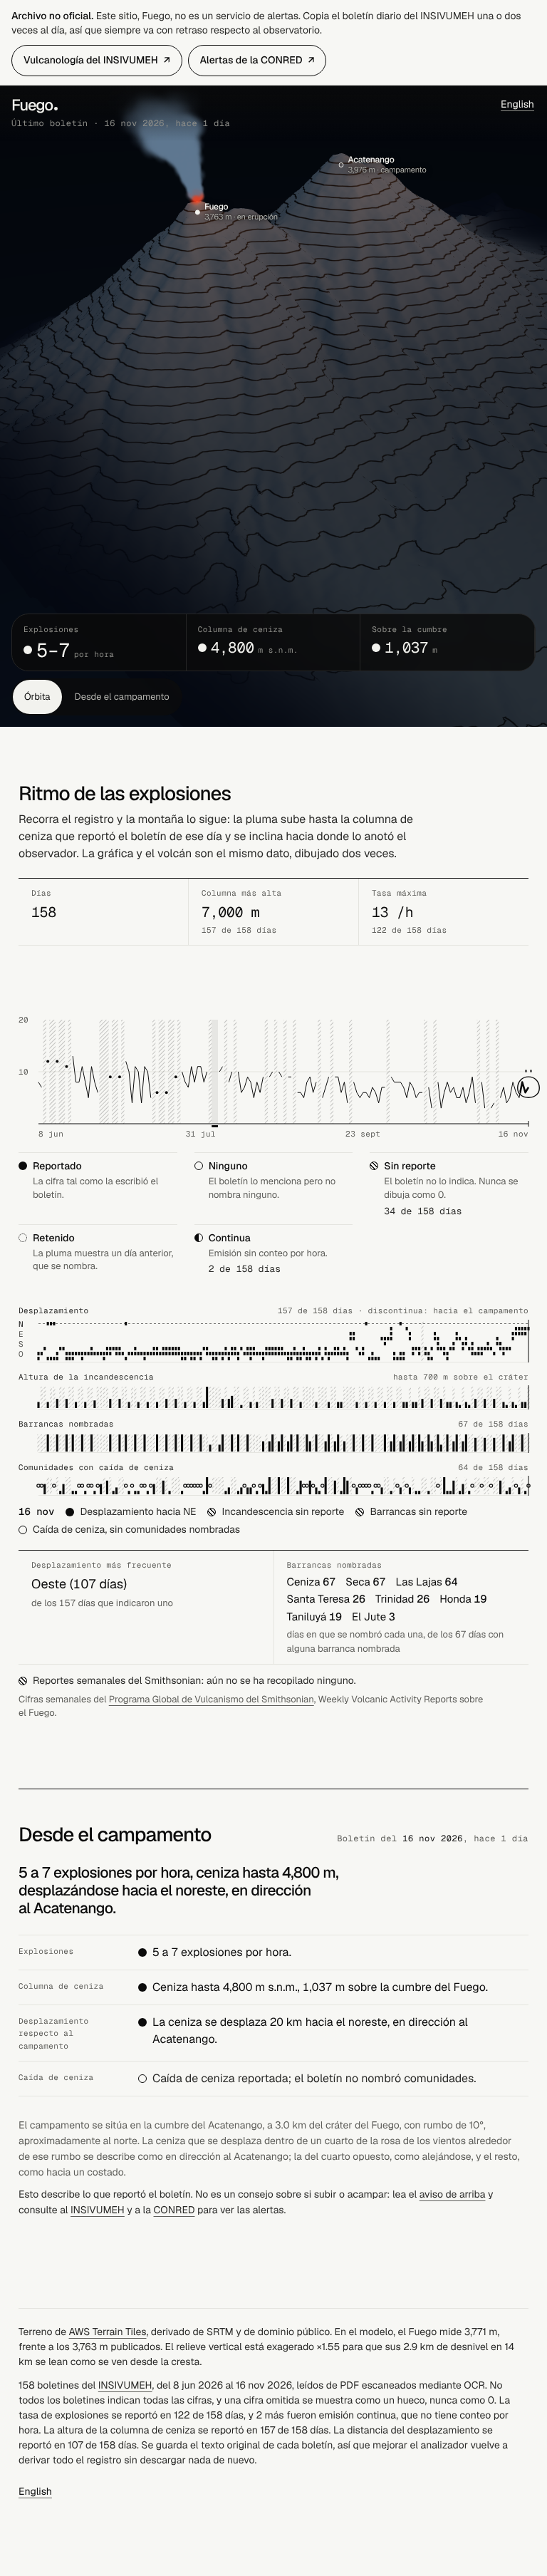 Archivo no oficial. Este sitio, Fuego, no es un servicio de alertas. Copia el boletín diario del INSIVUMEH una o dos
veces al día, así que siempre va con retraso respecto al observatorio.
Vulcanología del INSIVUMEH ↗
Alertas de la CONRED ↗
Fuego.
English
Último boletín · 16 nov 2026, hace 1 día
Acatenango
3,976 m · campamento
Fuego
3,763 m · en erupción
Explosiones
5–7 por hora
Columna de ceniza
4,800 m s.n.m.
Sobre la cumbre
1,037 m
Órbita
Desde el campamento
Ritmo de las explosiones
Recorra el registro y la montaña lo sigue: la pluma sube hasta la columna de
ceniza que reportó el boletín de ese día y se inclina hacia donde lo anotó el
observador. La gráfica y el volcán son el mismo dato, dibujado dos veces.
Días
158
Columna más alta
7,000 m
157 de 158 días
Tasa máxima
13 /h
122 de 158 días
20
10
8 jun
31 jul
23 sept
16 nov
Reportado
La cifra tal como la escribió el
boletín.
Ninguno
El boletín lo menciona pero no
nombra ninguno.
Sin reporte
El boletín no lo indica. Nunca se
dibuja como 0.
34 de 158 días
Retenido
La pluma muestra un día anterior,
que se nombra.
Continua
Emisión sin conteo por hora.
2 de 158 días
Desplazamiento
157 de 158 días · discontinua: hacia el campamento
N
E
S
O
Altura de la incandescencia
hasta 700 m sobre el cráter
Barrancas nombradas
67 de 158 días
Comunidades con caída de ceniza
64 de 158 días
16 nov Desplazamiento hacia NE Incandescencia sin reporte Barrancas sin reporte
Caída de ceniza, sin comunidades nombradas
Desplazamiento más frecuente
Oeste (107 días)
de los 157 días que indicaron uno
Barrancas nombradas
Ceniza 67 Seca 67 Las Lajas 64
Santa Teresa 26 Trinidad 26 Honda 19
Taniluyá 19 El Jute 3
días en que se nombró cada una, de los 67 días con
alguna barranca nombrada
Reportes semanales del Smithsonian: aún no se ha recopilado ninguno.
Cifras semanales del Programa Global de Vulcanismo del Smithsonian, Weekly Volcanic Activity Reports sobre
el Fuego.
Desde el campamento
Boletín del 16 nov 2026, hace 1 día
5 a 7 explosiones por hora, ceniza hasta 4,800 m,
desplazándose hacia el noreste, en dirección
al Acatenango.
Explosiones
5 a 7 explosiones por hora.
Columna de ceniza
Ceniza hasta 4,800 m s.n.m., 1,037 m sobre la cumbre del Fuego.
Desplazamiento
respecto al
campamento
La ceniza se desplaza 20 km hacia el noreste, en dirección al
Acatenango.
Caída de ceniza
Caída de ceniza reportada; el boletín no nombró comunidades.
El campamento se sitúa en la cumbre del Acatenango, a 3.0 km del cráter del Fuego, con rumbo de 10°,
aproximadamente al norte. La ceniza que se desplaza dentro de un cuarto de la rosa de los vientos alrededor
de ese rumbo se describe como en dirección al Acatenango; la del cuarto opuesto, como alejándose, y el resto,
como hacia un costado.
Esto describe lo que reportó el boletín. No es un consejo sobre si subir o acampar: lea el aviso de arriba y
consulte al INSIVUMEH y a la CONRED para ver las alertas.
Terreno de AWS Terrain Tiles, derivado de SRTM y de dominio público. En el modelo, el Fuego mide 3,771 m,
frente a los 3,763 m publicados. El relieve vertical está exagerado ×1.55 para que sus 2.9 km de desnivel en 14
km se lean como se ven desde la cresta.
158 boletines del INSIVUMEH, del 8 jun 2026 al 16 nov 2026, leídos de PDF escaneados mediante OCR. No
todos los boletines indican todas las cifras, y una cifra omitida se muestra como un hueco, nunca como 0. La
tasa de explosiones se reportó en 122 de 158 días, y 2 más fueron emisión continua, que no tiene conteo por
hora. La altura de la columna de ceniza se reportó en 157 de 158 días. La distancia del desplazamiento se
reportó en 107 de 158 días. Se guarda el texto original de cada boletín, así que mejorar el analizador vuelve a
derivar todo el registro sin descargar nada de nuevo.
English